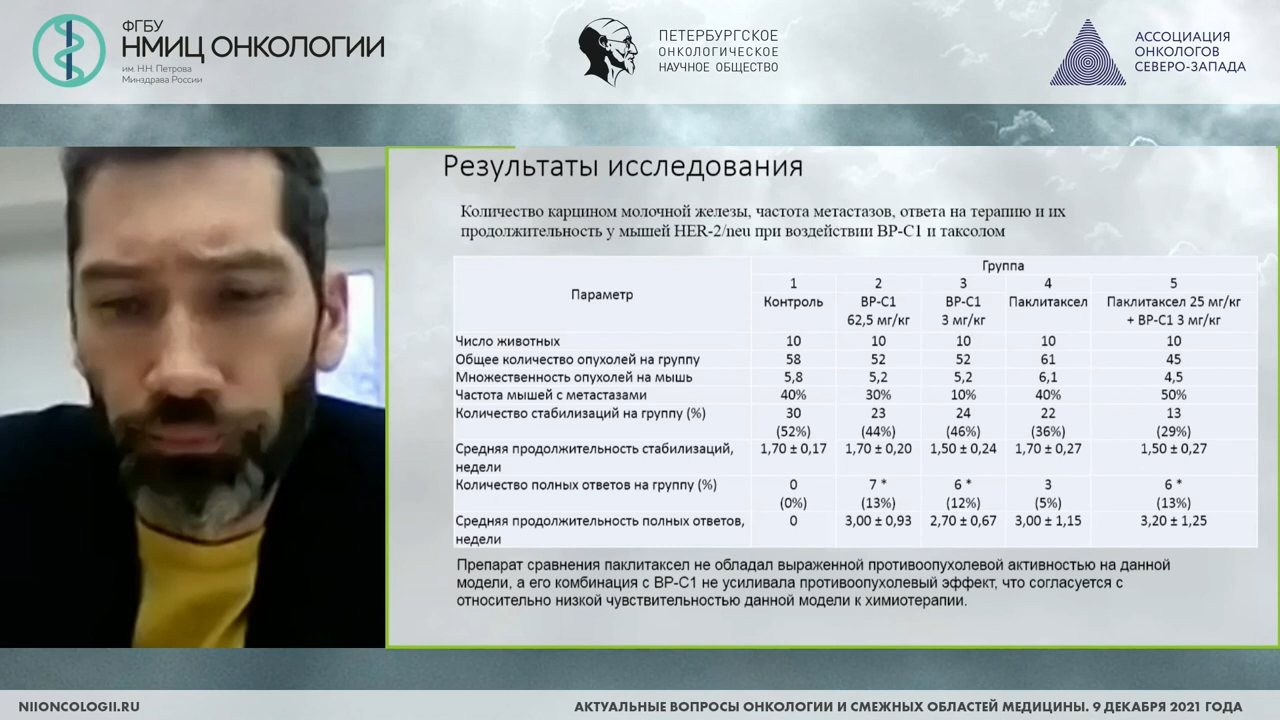 ФГБУ
НМИЦ ОНКОЛОГИИ
им. Н.Н. Петрова
Минздрава России
ПЕТЕРБУРГСКОЕ
ОНКОЛОГИЧЕСКОЕ
НАУЧНОЕ ОБЩЕСТВО
АССОЦИАЦИЯ
ОНКОЛОГОВ
СЕВЕРО-ЗАПАДА
Результаты исследования
Количество карцином молочной железы, частота метастазов, ответа на терапию и их
продолжительность у мышей HER-2/neu при воздействии BP-C1 и таксолом
Параметр
Группа
1 2 3 4 5
Контроль BP-C1 BP-C1 Паклитаксел Паклитаксел 25 мг/кг
62,5 мг/кг 3 мг/кг + BP-C1 3 мг/кг
Число животных 10 10 10 10 10
Общее количество опухолей на группу 58 52 52 61 45
Множественность опухолей на мышь 5,8 5,2 5,2 6,1 4,5
Частота мышей с метастазами 40% 30% 10% 40% 50%
Количество стабилизаций на группу (%) 30 23 24 22 13
(52%) (44%) (46%) (36%) (29%)
Средняя продолжительность стабилизаций, 1,70 ± 0,17 1,70 ± 0,20 1,50 ± 0,24 1,70 ± 0,27 1,50 ± 0,27
недели
Количество полных ответов на группу (%) 0 7 * 6 * 3 6 *
(0%) (13%) (12%) (5%) (13%)
Средняя продолжительность полных ответов, 0 3,00 ± 0,93 2,70 ± 0,67 3,00 ± 1,15 3,20 ± 1,25
недели
Препарат сравнения паклитаксел не обладал выраженной противоопухолевой активностью на данной
модели, а его комбинация с BP-C1 не усиливала противоопухолевый эффект, что согласуется с
относительно низкой чувствительностью данной модели к химиотерапии.
NIIONCOLOGII.RU
АКТУАЛЬНЫЕ ВОПРОСЫ ОНКОЛОГИИ И СМЕЖНЫХ ОБЛАСТЕЙ МЕДИЦИНЫ. 9 ДЕКАБРЯ 2021 ГОДА